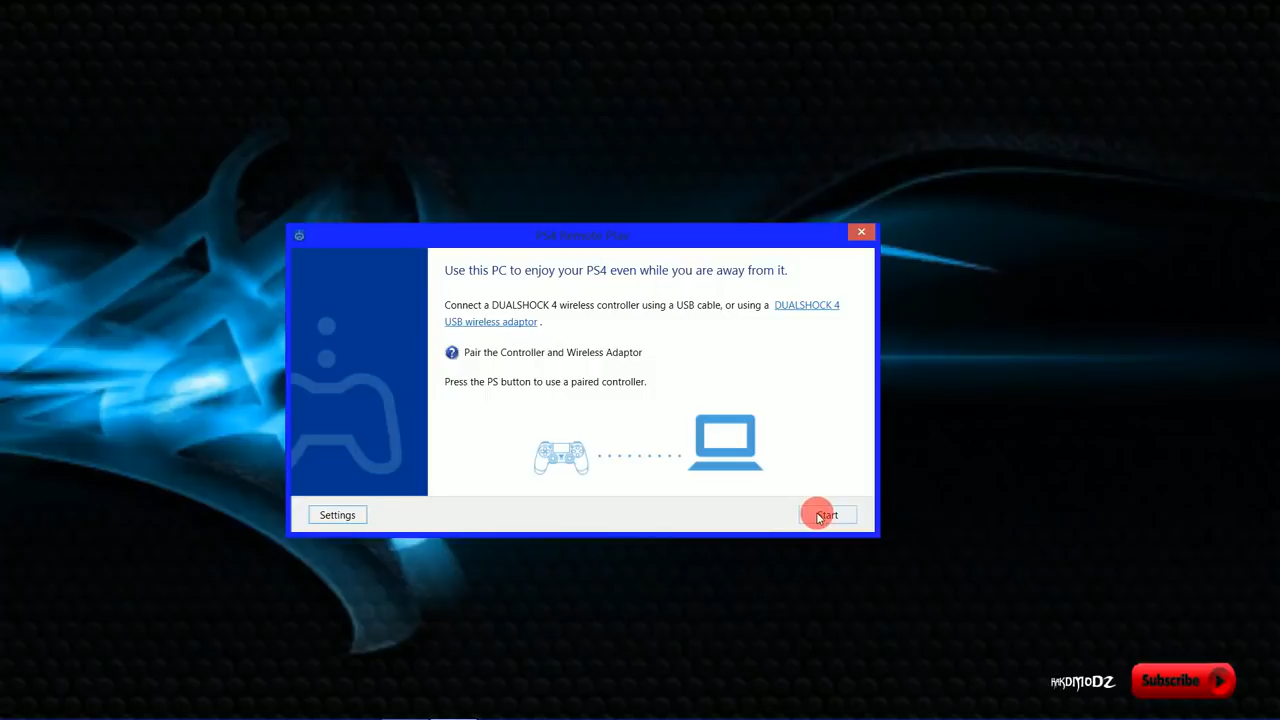 PS4 Remote Play
Use this PC to enjoy your PS4 even while you are away from it.
Connect a DUALSHOCK 4 wireless controller using a USB cable, or using a DUALSHOCK 4
USB wireless adaptor .
? Pair the Controller and Wireless Adaptor
Press the PS button to use a paired controller.
Settings
Start
HAKDMODZ
Subscribe